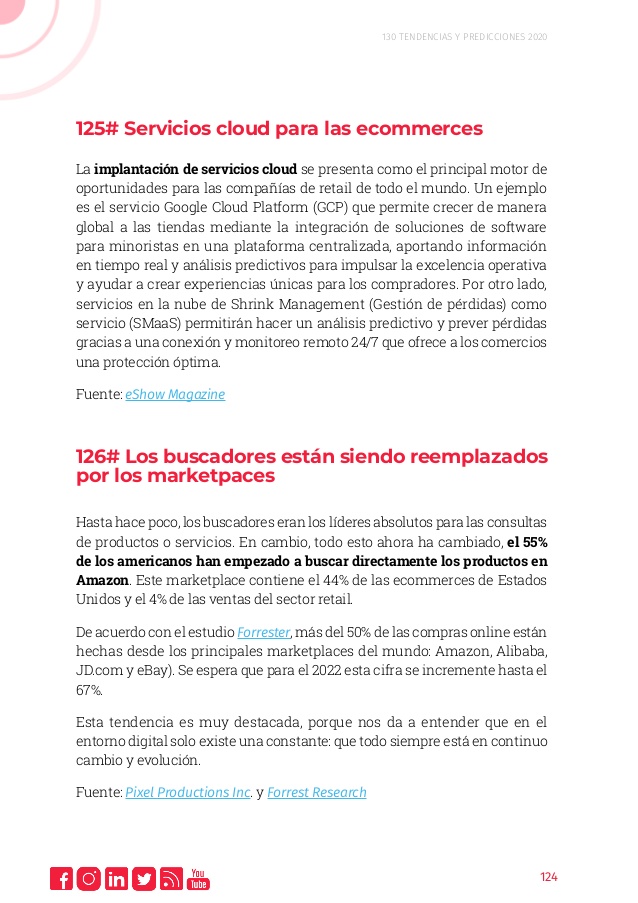 130 TENDENCIAS Y PREDICCIONES 2020
125# Servicios cloud para las ecommerces
La implantación de servicios cloud se presenta como el principal motor de
oportunidades para las compañías de retail de todo el mundo. Un ejemplo
es el servicio Google Cloud Platform (GCP) que permite crecer de manera
global a las tiendas mediante la integración de soluciones de software
para minoristas en una plataforma centralizada, aportando información
en tiempo real y análisis predictivos para impulsar la excelencia operativa
y ayudar a crear experiencias únicas para los compradores. Por otro lado,
servicios en la nube de Shrink Management (Gestión de pérdidas) como
servicio (SMaaS) permitirán hacer un análisis predictivo y prever pérdidas
gracias a una conexión y monitoreo remoto 24/7 que ofrece a los comercios
una protección óptima.
Fuente: eShow Magazine
126# Los buscadores están siendo reemplazados
por los marketpaces
Hasta hace poco, los buscadores eran los líderes absolutos para las consultas
de productos o servicios. En cambio, todo esto ahora ha cambiado, el 55%
de los americanos han empezado a buscar directamente los productos en
Amazon. Este marketplace contiene el 44% de las ecommerces de Estados
Unidos y el 4% de las ventas del sector retail.
De acuerdo con el estudio Forrester, más del 50% de las compras online están
hechas desde los principales marketplaces del mundo: Amazon, Alibaba,
JD.com y eBay). Se espera que para el 2022 esta cifra se incremente hasta el
67%.
Esta tendencia es muy destacada, porque nos da a entender que en el
entorno digital solo existe una constante: que todo siempre está en continuo
cambio y evolución.
Fuente: Pixel Productions Inc. y Forrest Research
You
Tube
124